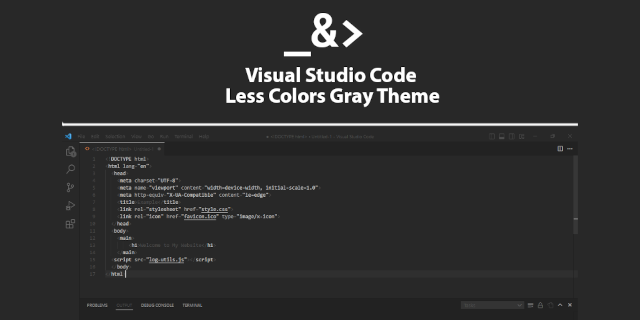 _&>
Visual Studio Code
Less Colors Gray Theme
File Edit Selection View Go Run Terminal Help
Visual Studio Code
1 <!DOCTYPE html>
2 html lang="en"
3 head
4 meta charset="UTF-8"
5 meta name="viewport" content="width=device-width, initial-scale=1.0"
6 meta http-equiv="X-UA-Compatible" content="ie=edge"
7 title title
8 link rel="stylesheet" href="style.css"
9 link rel="icon" href="favicon.ico" type="image/x-icon"
10 head
11 body
12 main
13 h1 Welcome to My Website h1
14 main
15 script src="log-utils.js" script
16 body
17 html
PROBLEMS OUTPUT DEBUG CONSOLE TERMINAL